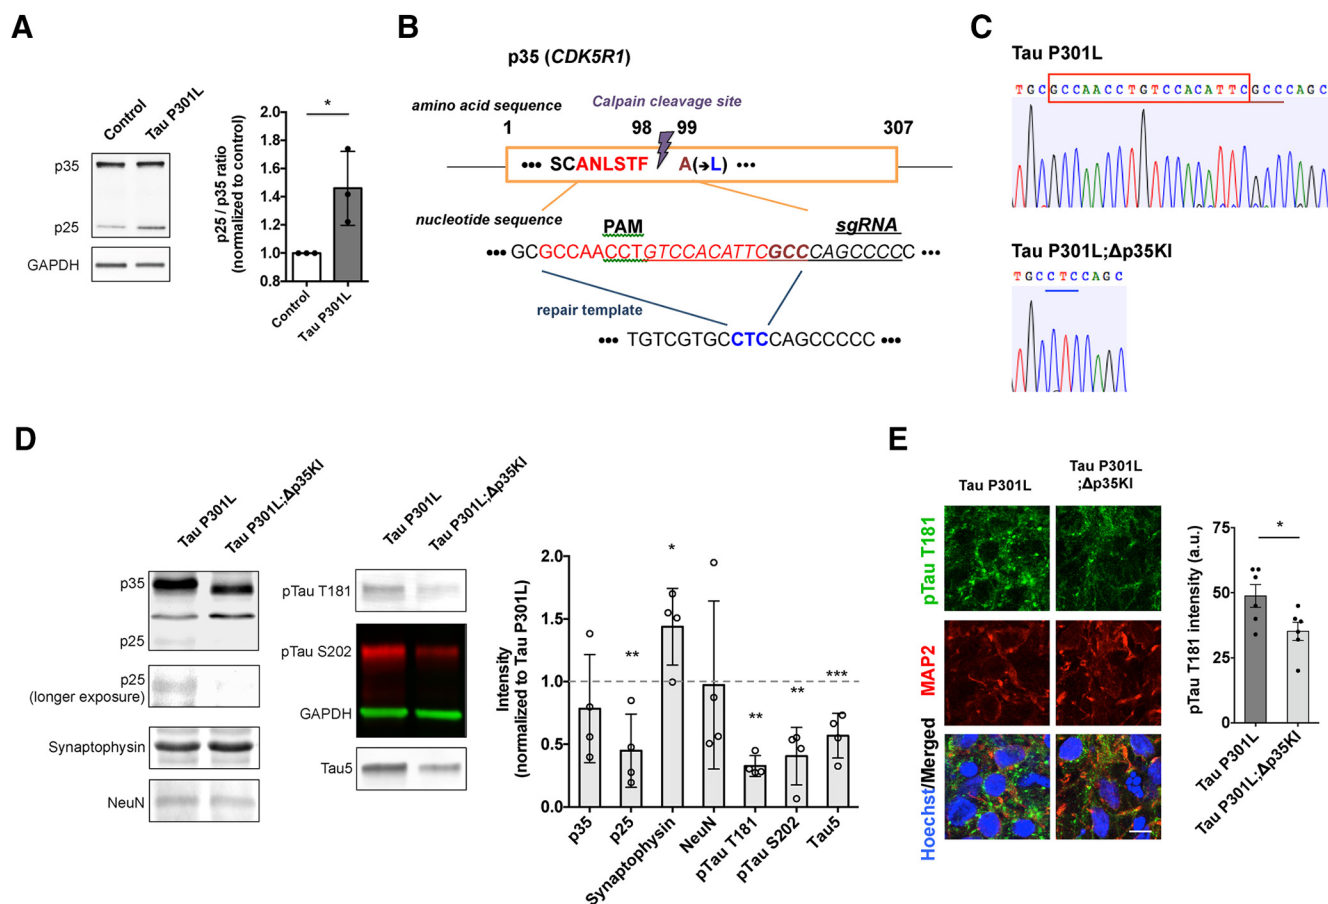 A
Control
Tau P301L
p35
p25
GAPDH
p25 / p35 ratio
(normalized to control)
2.0
1.8
1.6
1.4
1.2
1.0
0.8
*
Control
Tau P301L
B
p35 (CDK5R1)
amino acid sequence
Calpain cleavage site
1
98
99
307
••• SCANLSTF A(→L) •••
nucleotide sequence
PAM
sgRNA
••• GCGCCAACCTGTCCACATTCGCCCAGCCCCC •••
repair template
••• TGTCGTGCCTCCAGCCCCC •••
C
Tau P301L
TGCGCCAACCTGTCCACATTCGCCCAGC
Tau P301L;Δp35KI
TGCCTCCAGC
D
Tau P301L
Tau P301L;Δp35KI
p35
p25
p25
(longer exposure)
Synaptophysin
NeuN
Tau P301L
Tau P301L;Δp35KI
pTau T181
pTau S202
GAPDH
Tau5
Intensity
(normalized to Tau P301L)
2.0
1.5
1.0
0.5
0.0
**
*
**
**
***
p35
p25
Synaptophysin
NeuN
pTau T181
pTau S202
Tau5
E
Tau P301L
Tau P301L
;Δp35KI
pTau T181
MAP2
Hoechst/Merged
pTau T181 intensity (a.u.)
75
50
25
0
*
Tau P301L
Tau P301L;Δp35KI